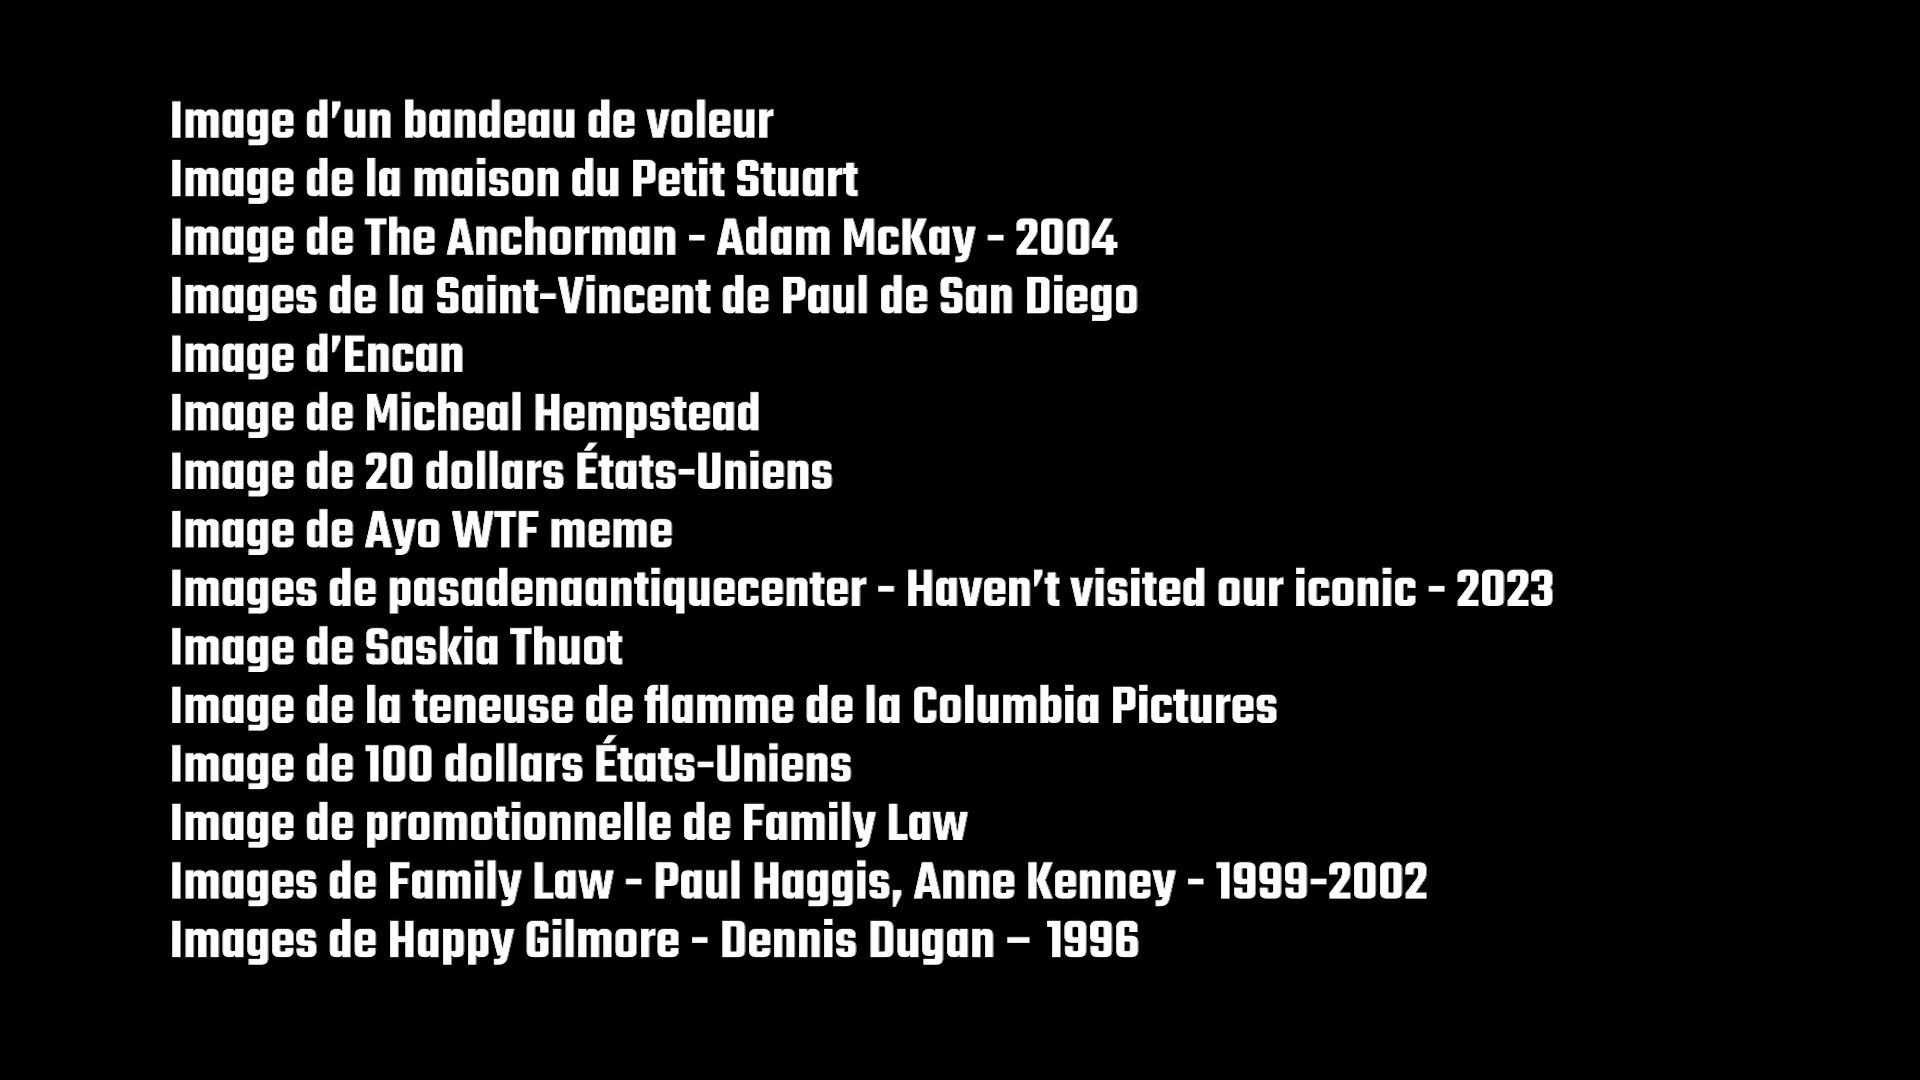 Image d’un bandeau de voleur
Image de la maison du Petit Stuart
Image de The Anchorman - Adam McKay - 2004
Images de la Saint-Vincent de Paul de San Diego
Image d’Encan
Image de Micheal Hempstead
Image de 20 dollars États-Uniens
Image de Ayo WTF meme
Images de pasadenaantiquecenter - Haven’t visited our iconic - 2023
Image de Saskia Thuot
Image de la teneuse de flamme de la Columbia Pictures
Image de 100 dollars États-Uniens
Image de promotionnelle de Family Law
Images de Family Law - Paul Haggis, Anne Kenney - 1999-2002
Images de Happy Gilmore - Dennis Dugan – 1996